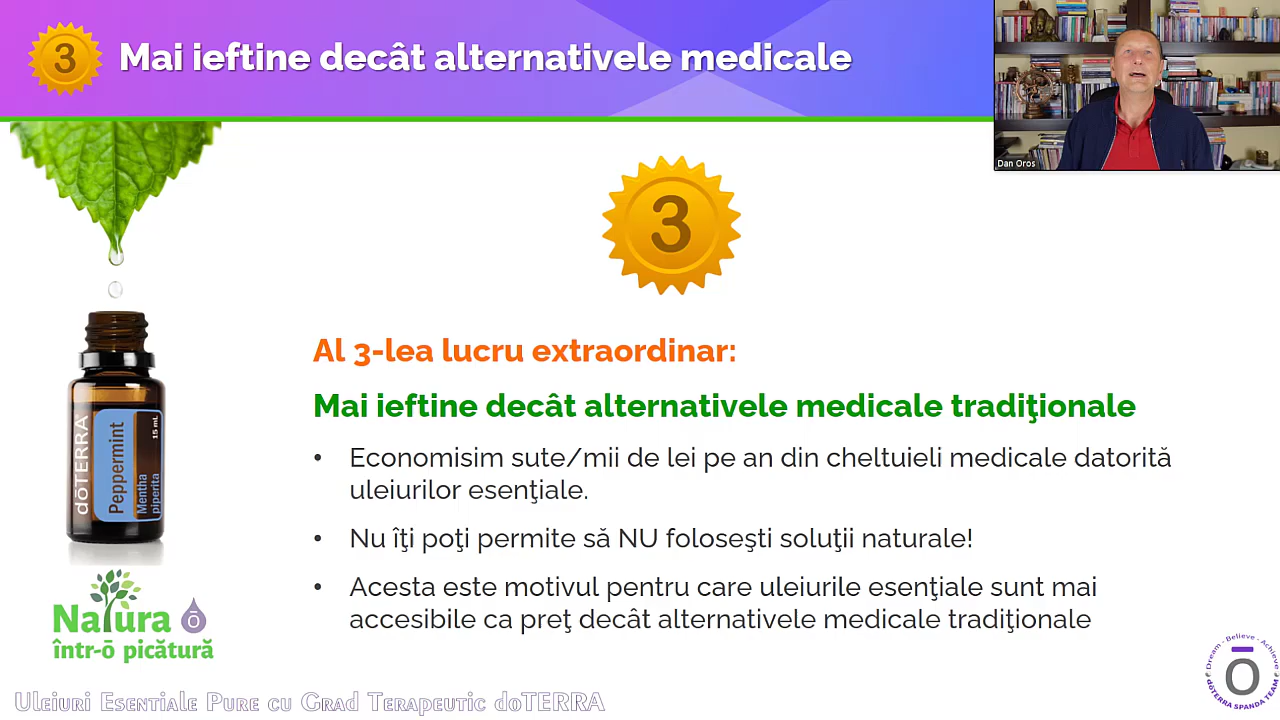 3
Mai ieftine decât alternativele medicale
Dan Oros
3
Al 3-lea lucru extraordinar:
Mai ieftine decât alternativele medicale tradiţionale
• Economisim sute/mii de lei pe an din cheltuieli medicale datorită
uleiurilor esenţiale.
• Nu îţi poţi permite să NU foloseşti soluţii naturale!
• Acesta este motivul pentru care uleiurile esenţiale sunt mai
accesibile ca preţ decât alternativele medicale tradiţionale
dōTERRA
Peppermint
15 mL
Mentha
piperita
Natura ō
într-ō picătură
Uleiuri Esentiale Pure cu Grad Terapeutic doTERRA
Dream - Believe - Achieve
Ō
dōTERRA SPANDA TEAM